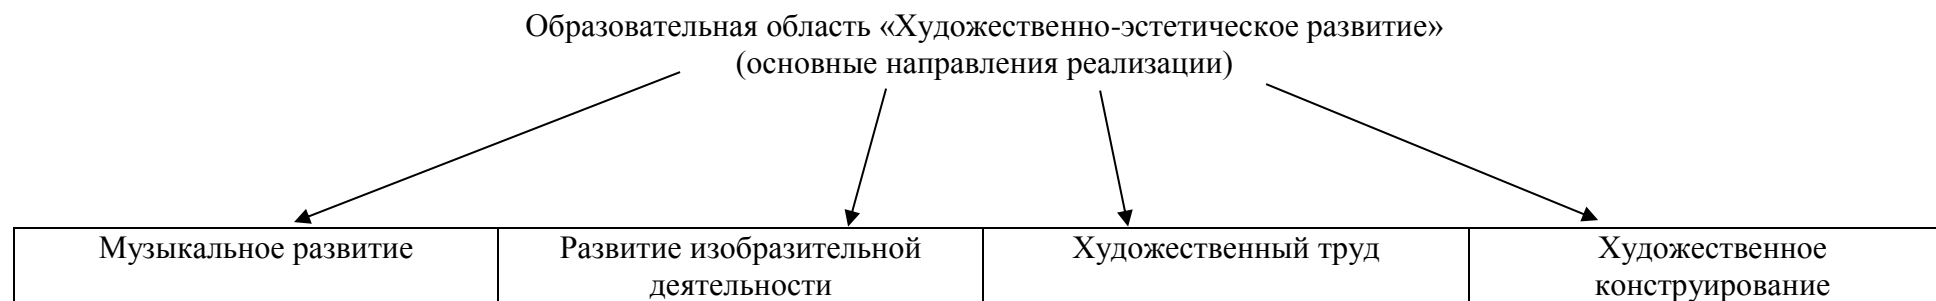 Образовательная область «Художественно-эстетическое развитие»
(основные направления реализации)
Музыкальное развитие
Развитие изобразительной
деятельности
Художественный труд
Художественное
конструирование